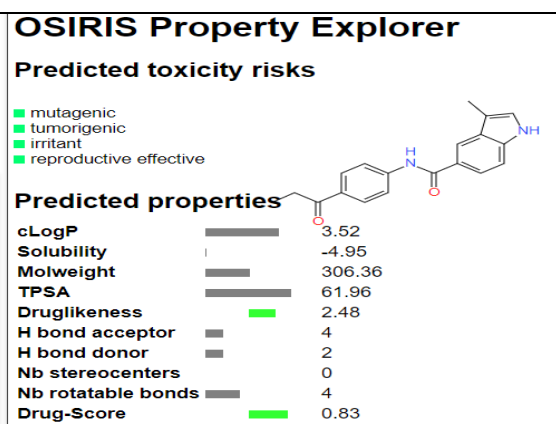 OSIRIS Property Explorer
Predicted toxicity risks
mutagenic
tumorigenic
irritant
reproductive effective
NH
H
N
O
O
Predicted properties
cLogP 3.52
Solubility -4.95
Molweight 306.36
TPSA 61.96
Druglikeness 2.48
H bond acceptor 4
H bond donor 2
Nb stereocenters 0
Nb rotatable bonds 4
Drug-Score 0.83